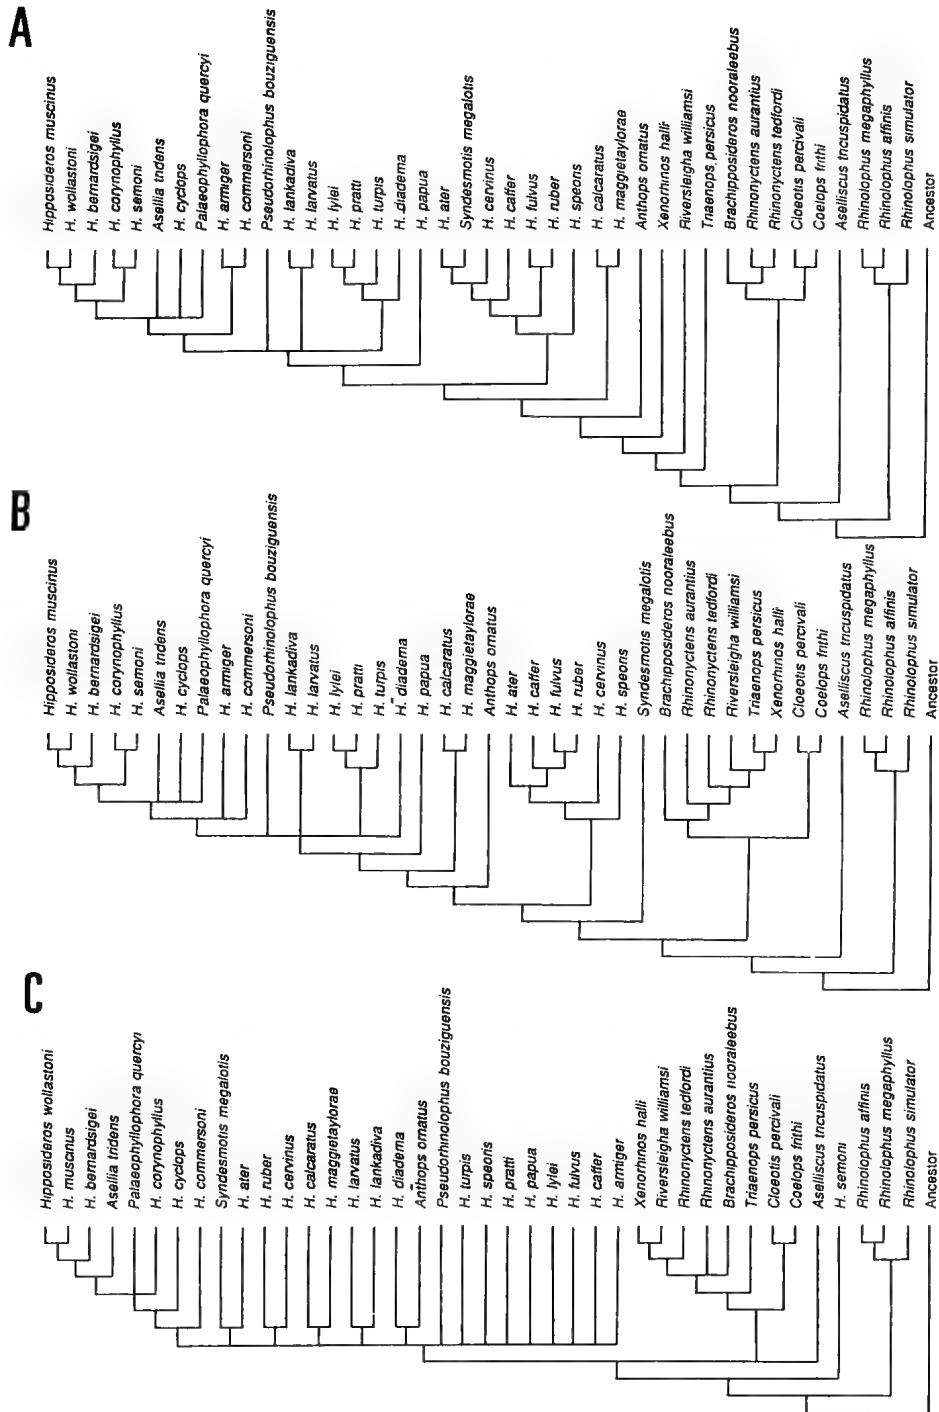 A
Hipposideros muscinus
H. wollastoni
H. bernardsigei
H. corynophyllus
H. semoni
Asellia tridens
H. cyclops
Palaeophyllophora quercyi
H. armiger
H. commersoni
Pseudorhinolophus bouziguensis
H. lankadiva
H. larvatus
H. lylei
H. pratti
H. turpis
H. diadema
H. papua
H. ater
Syndesmotis megalotis
H. cervinus
H. caffer
H. fulvus
H. ruber
H. speoris
H. calcaratus
H. maggietaylorae
Anthops ornatus
Xenorhinos halli
Riversleigha williamsi
Triaenops persicus
Brachipposideros nooraleebus
Rhinonycteris aurantius
Rhinonycteris tedfordi
Cloeotis percivali
Coelops frithi
Aselliscus tricuspidatus
Rhinolophus megaphyllus
Rhinolophus affinis
Rhinolophus simulator
Ancestor
B
Hipposideros muscinus
H. wollastoni
H. bernardsigei
H. corynophyllus
H. semoni
Asellia tridens
H. cyclops
Palaeophyllophora quercyi
H. armiger
H. commersoni
Pseudorhinolophus bouziguensis
H. lankadiva
H. larvatus
H. lylei
H. pratti
H. turpis
H. diadema
H. papua
H. calcaratus
H. maggietaylorae
Anthops ornatus
H. ater
H. caffer
H. fulvus
H. ruber
H. cervinus
H. speoris
Syndesmotis megalotis
Brachipposideros nooraleebus
Rhinonycteris aurantius
Rhinonycteris tedfordi
Riversleigha williamsi
Triaenops persicus
Xenorhinos halli
Cloeotis percivali
Coelops frithi
Aselliscus tricuspidatus
Rhinolophus megaphyllus
Rhinolophus affinis
Rhinolophus simulator
Ancestor
C
Hipposideros wollastoni
H. muscinus
H. bernardsigei
Asellia tridens
Palaeophyllophora quercyi
H. corynophyllus
H. cyclops
H. commersoni
Syndesmotis megalotis
H. ater
H. ruber
H. cervinus
H. calcaratus
H. maggietaylorae
H. larvatus
H. lankadiva
H. diadema
Anthops ornatus
Pseudorhinolophus bouziguensis
H. turpis
H. speoris
H. pratti
H. papua
H. lylei
H. fulvus
H. caffer
H. armiger
Xenorhinos halli
Riversleigha williamsi
Rhinonycteris tedfordi
Rhinonycteris aurantius
Brachipposideros nooraleebus
Triaenops persicus
Cloeotis percivali
Coelops frithi
Aselliscus tricuspidatus
H. semoni
Rhinolophus affinis
Rhinolophus megaphyllus
Rhinolophus simulator
Ancestor